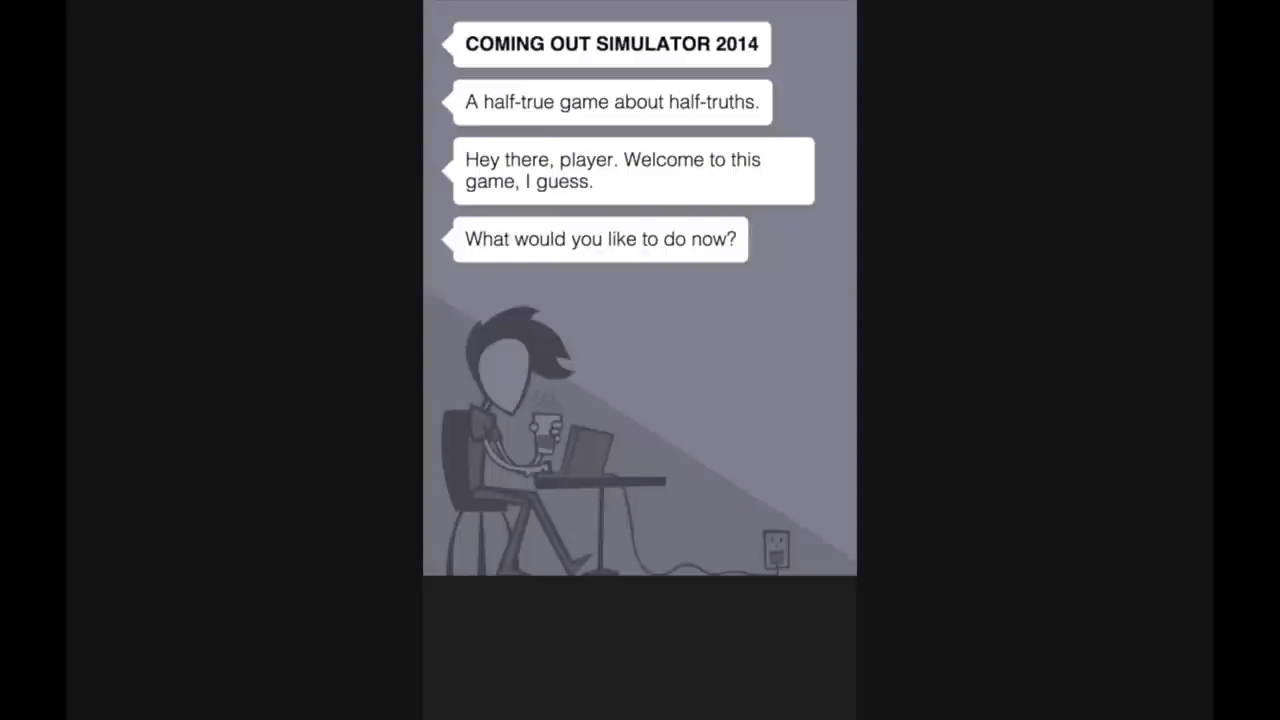 COMING OUT SIMULATOR 2014
A half-true game about half-truths.
Hey there, player. Welcome to this
game, I guess.
What would you like to do now?